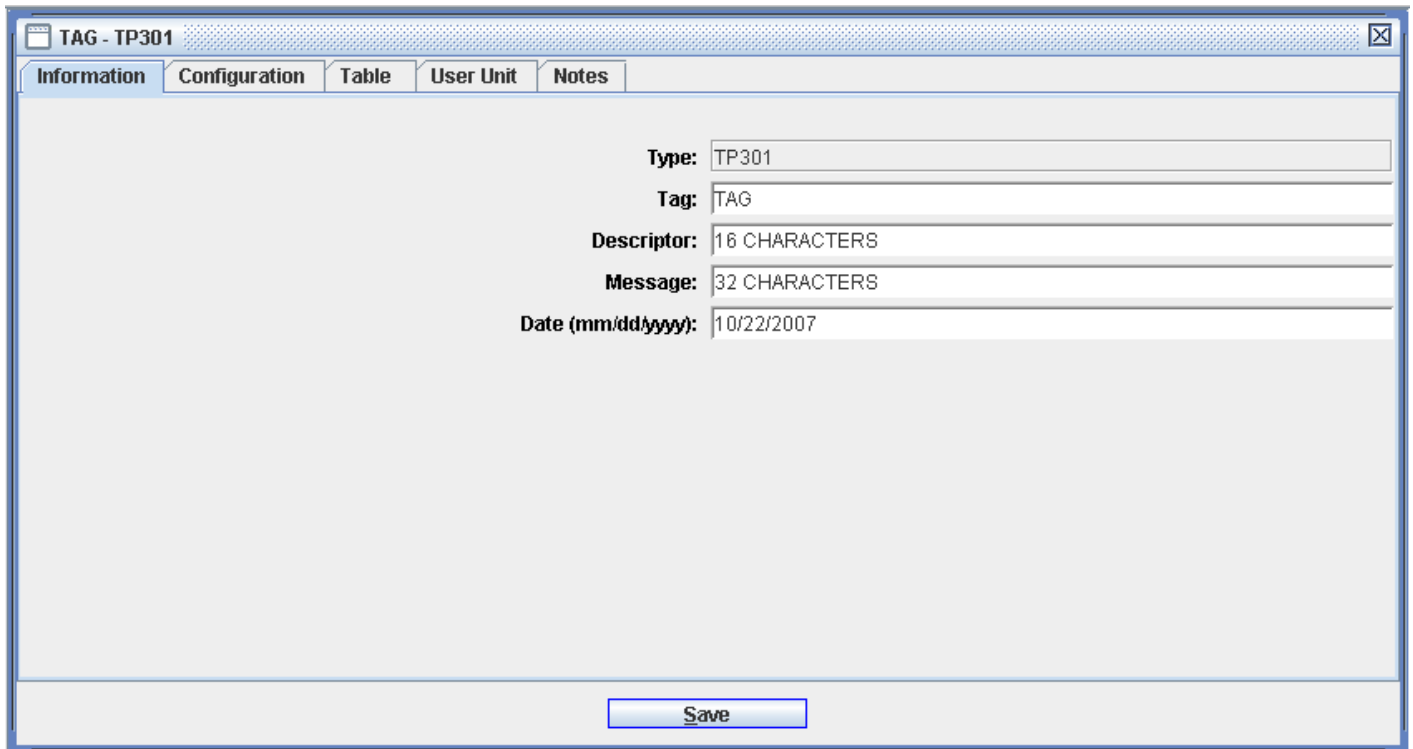 TAG - TP301
Information Configuration Table User Unit Notes
Type: TP301
Tag: TAG
Descriptor: 16 CHARACTERS
Message: 32 CHARACTERS
Date (mm/dd/yyyy): 10/22/2007
Save